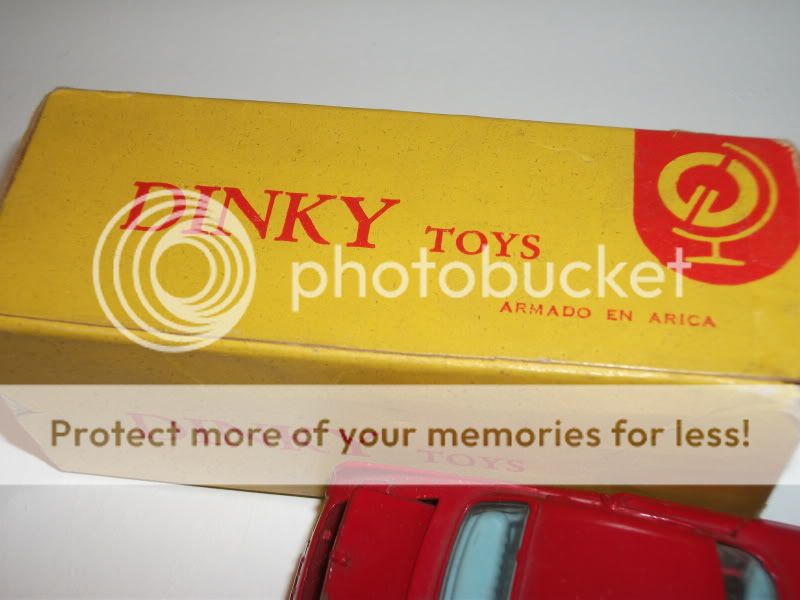 DINKY TOYS
photobucket
ARMADO EN ARICA
Protect more of your memories for less!
DINKY TOYS